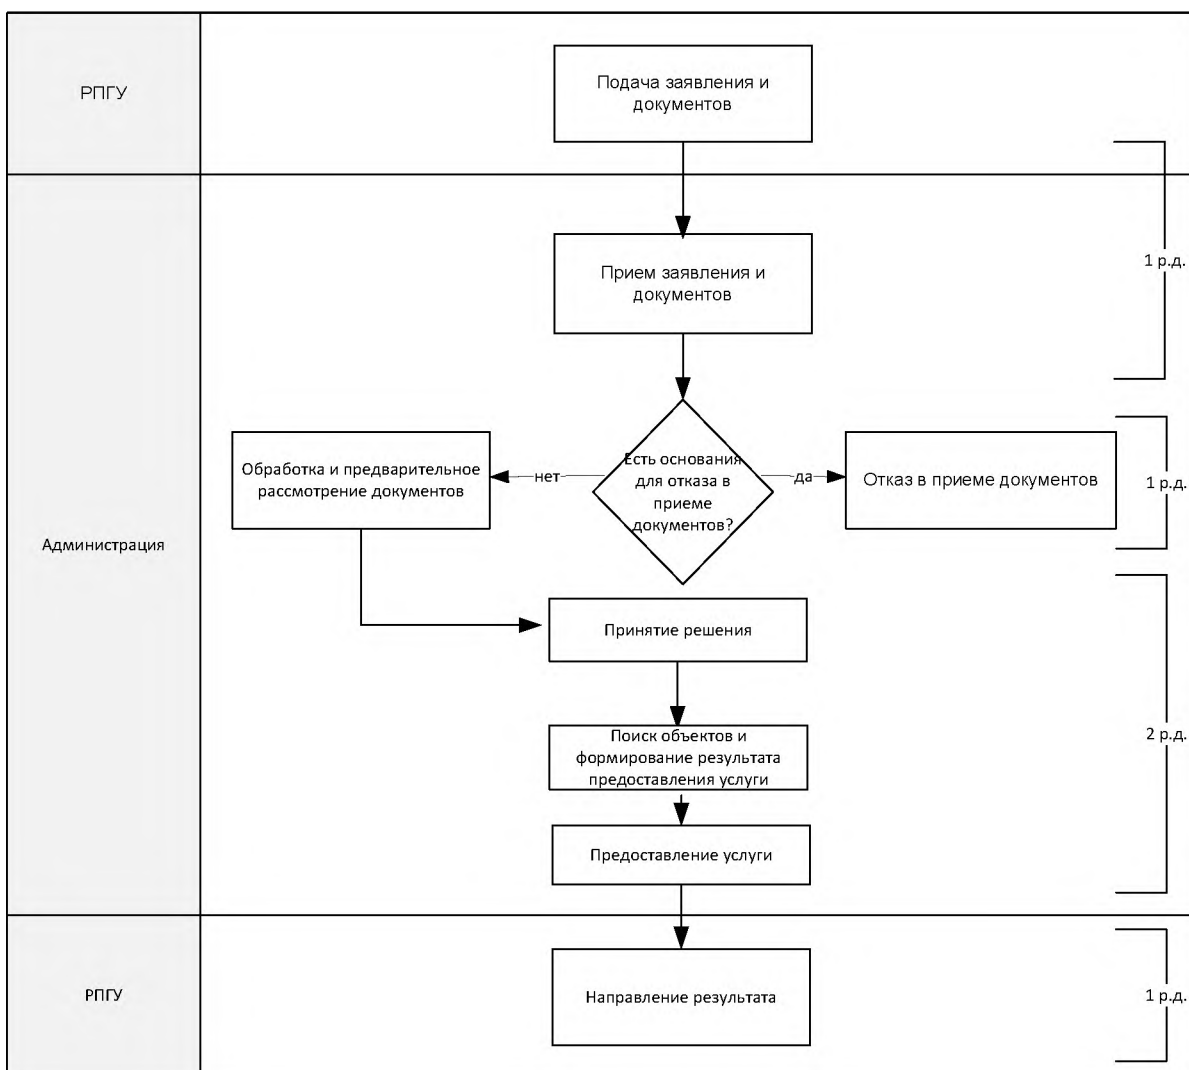 РПГУ
Подача заявления и
документов
Прием заявления и
документов
1 р.д.
Обработка и предварительное
рассмотрение документов
нет
Есть основания
для отказа в
приеме
документов?
да
Отказ в приеме документов
1 р.д.
Администрация
Принятие решения
Поиск объектов и
формирование результата
предоставления услуги
2 р.д.
Предоставление услуги
РПГУ
Направление результата
1 р.д.